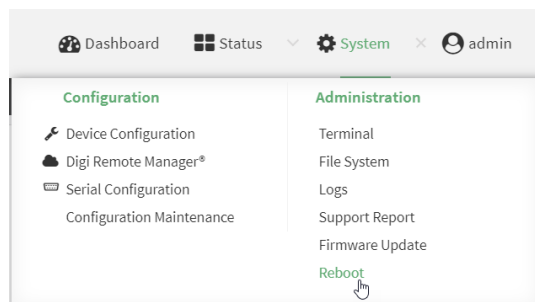 Dashboard Status System admin
Configuration
Device Configuration
Digi Remote Manager®
Serial Configuration
Configuration Maintenance
Administration
Terminal
File System
Logs
Support Report
Firmware Update
Reboot